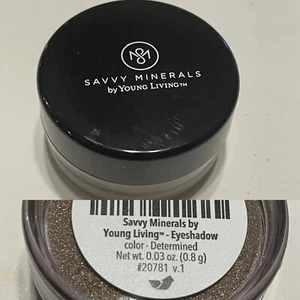 SAVVY MINERALS
by YOUNG LIVING™
Savvy Minerals by
Young Living™ - Eyeshadow
color - Determined
Net wt. 0.03 oz. (0.8 g)
#20781 v.1